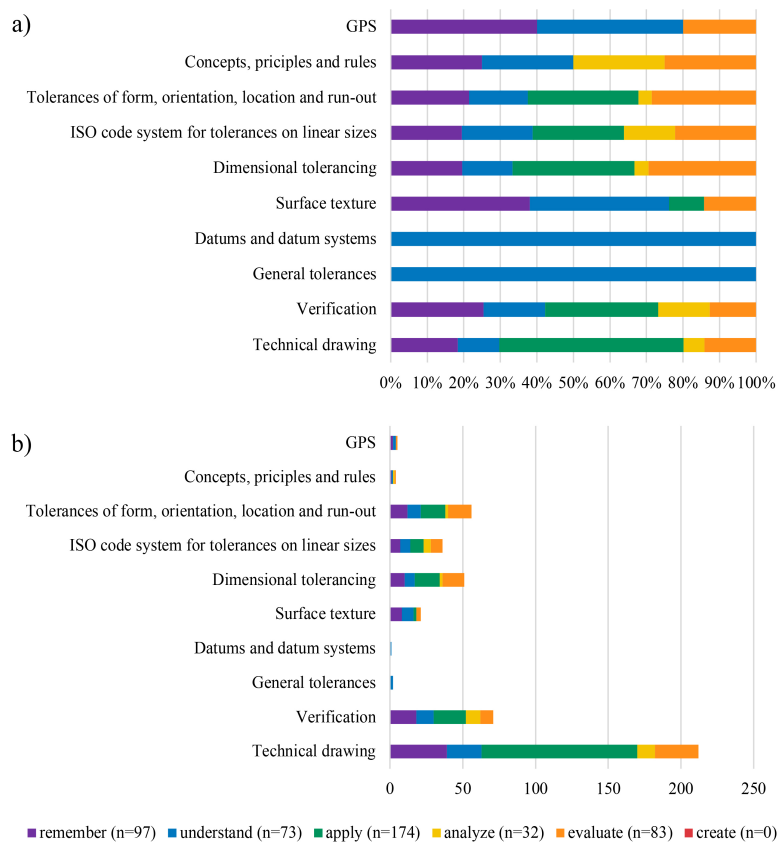 a)
GPS
Concepts, priciples and rules
Tolerances of form, orientation, location and run-out
ISO code system for tolerances on linear sizes
Dimensional tolerancing
Surface texture
Datums and datum systems
General tolerances
Verification
Technical drawing
0% 10% 20% 30% 40% 50% 60% 70% 80% 90% 100%
b)
GPS
Concepts, priciples and rules
Tolerances of form, orientation, location and run-out
ISO code system for tolerances on linear sizes
Dimensional tolerancing
Surface texture
Datums and datum systems
General tolerances
Verification
Technical drawing
0 50 100 150 200 250
remember (n=97) understand (n=73) apply (n=174) analyze (n=32) evaluate (n=83) create (n=0)